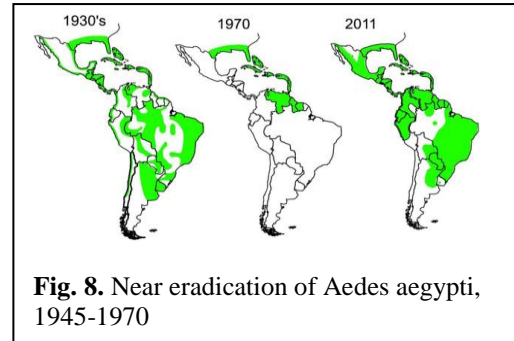 1930's 1970 2011
Fig. 8. Near eradication of Aedes aegypti,
1945-1970